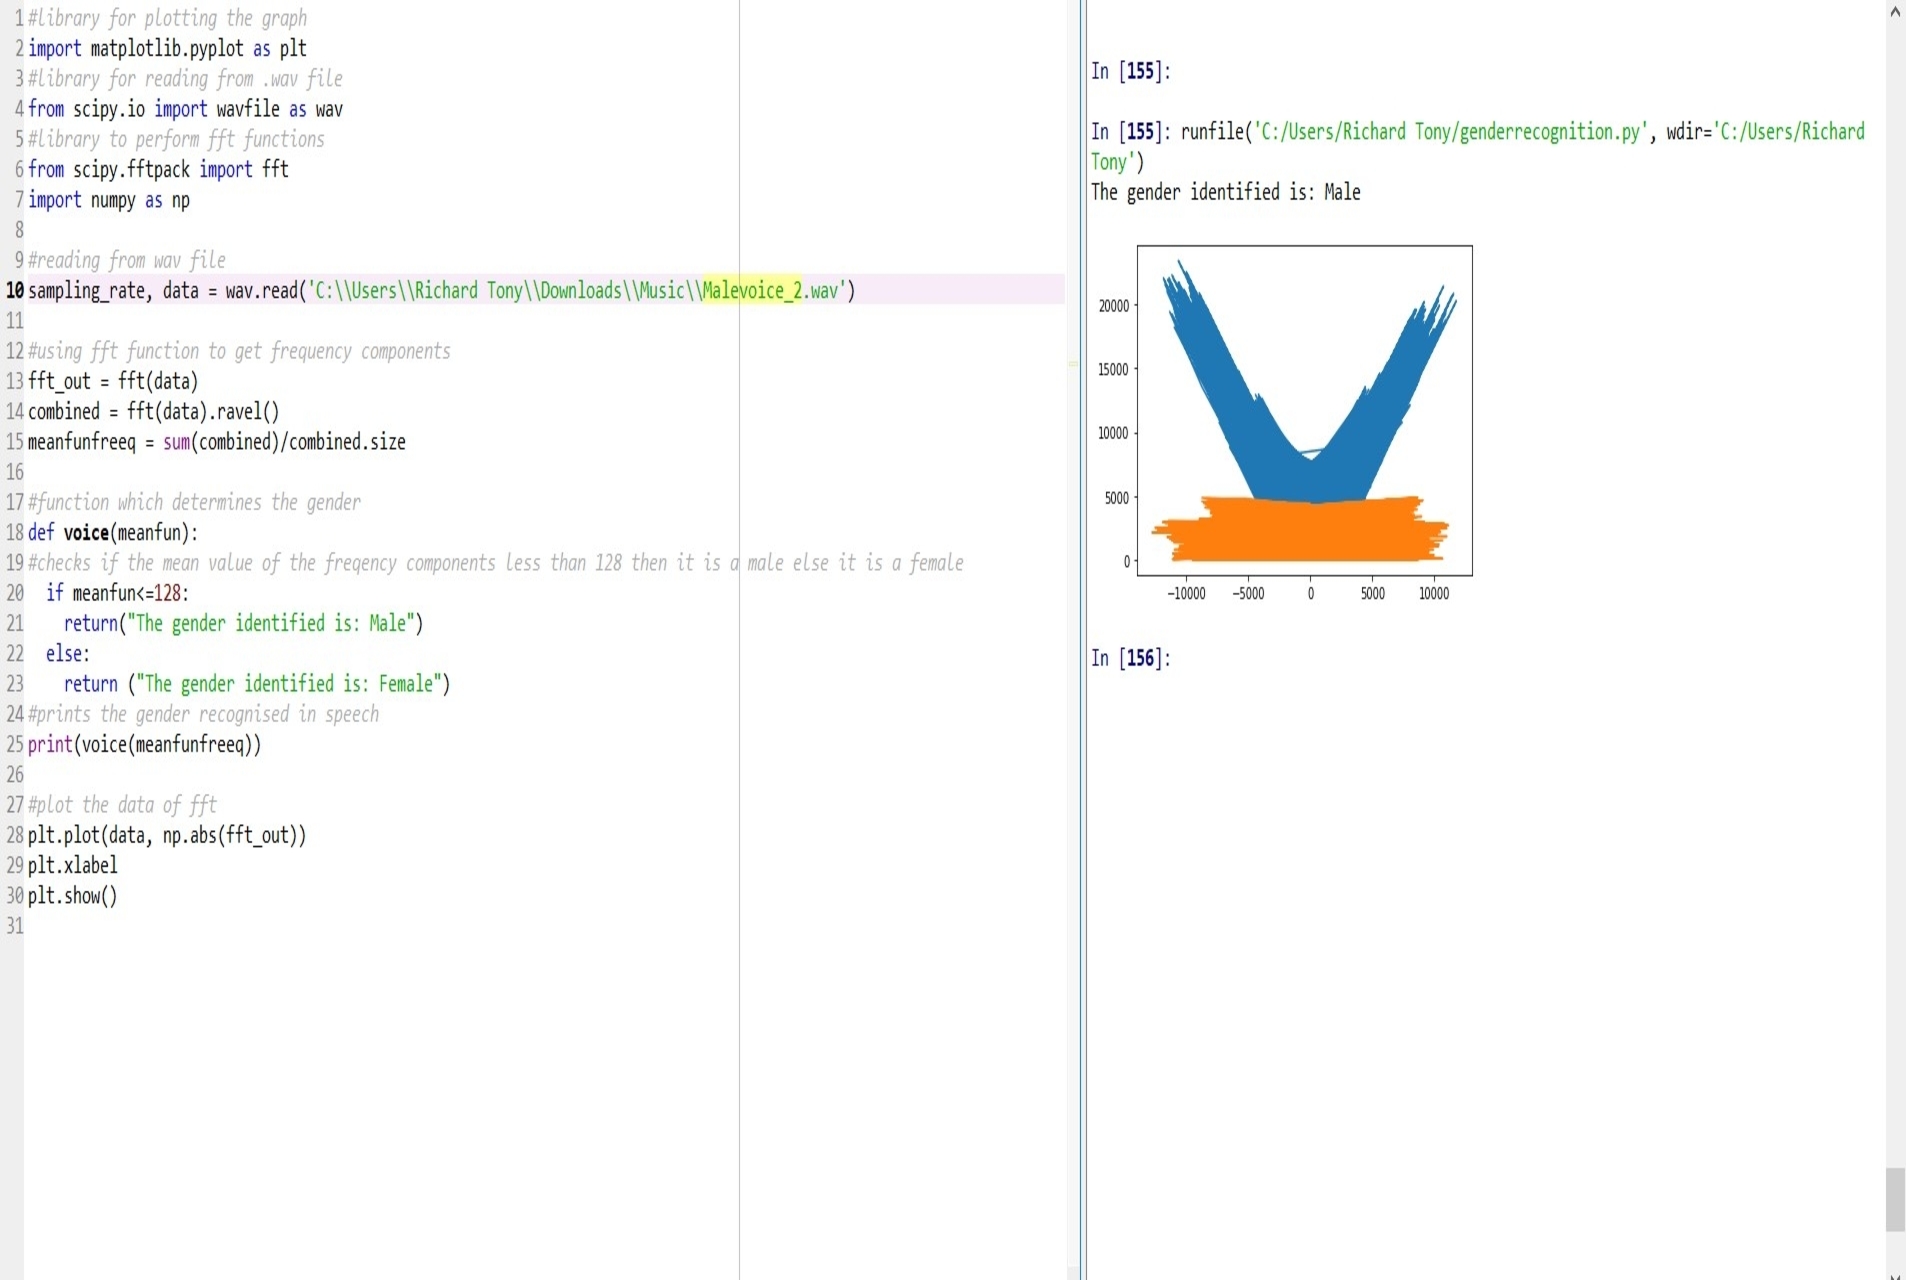 1 #library for plotting the graph
2 import matplotlib.pyplot as plt
3 #library for reading from .wav file
4 from scipy.io import wavfile as wav
5 #library to perform fft functions
6 from scipy.fftpack import fft
7 import numpy as np
8
9 #reading from wav file
10 sampling_rate, data = wav.read('C:\\Users\\Richard Tony\\Downloads\\Music\\Malevoice_2.wav')
11
12 #using fft function to get frequency components
13 fft_out = fft(data)
14 combined = fft(data).ravel()
15 meanfunfreeq = sum(combined)/combined.size
16
17 #function which determines the gender
18 def voice(meanfun):
19 #checks if the mean value of the freqency components less than 128 then it is a male else it is a female
20   if meanfun<=128:
21     return("The gender identified is: Male")
22   else:
23     return ("The gender identified is: Female")
24 #prints the gender recognised in speech
25 print(voice(meanfunfreeq))
26
27 #plot the data of fft
28 plt.plot(data, np.abs(fft_out))
29 plt.xlabel
30 plt.show()
31
In [155]:
In [155]: runfile('C:/Users/Richard Tony/genderrecognition.py', wdir='C:/Users/Richard
Tony')
The gender identified is: Male
20000
15000
10000
5000
0
−10000 −5000 0 5000 10000
In [156]: